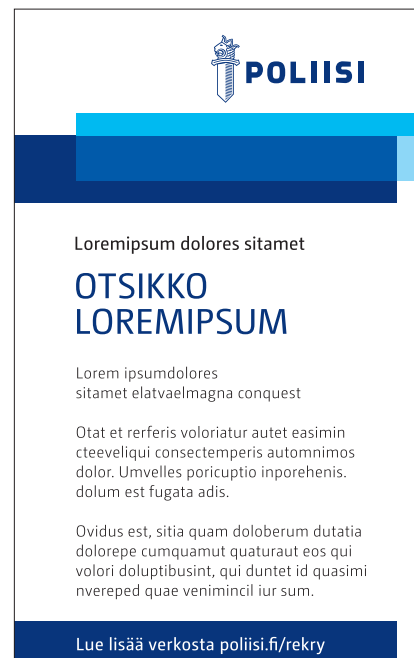 POLIISI
Loremipsum dolores sitamet
OTSIKKO
LOREMIPSUM
Lorem ipsumdolores
sitamet elatvaelmagna conquest
Otat et rerferis voloriatur autet easimin
cteeveliqui consectemperis automnimos
dolor. Umvelles poricuptio inporehenis.
dolum est fugata adis.
Ovidus est, sitia quam doloberum dutatia
dolorepe cumquamut quaturaut eos qui
volori doluptibusint, qui duntet id quasimi
nvereped quae venimincil iur sum.
Lue lisää verkosta poliisi.fi/rekry